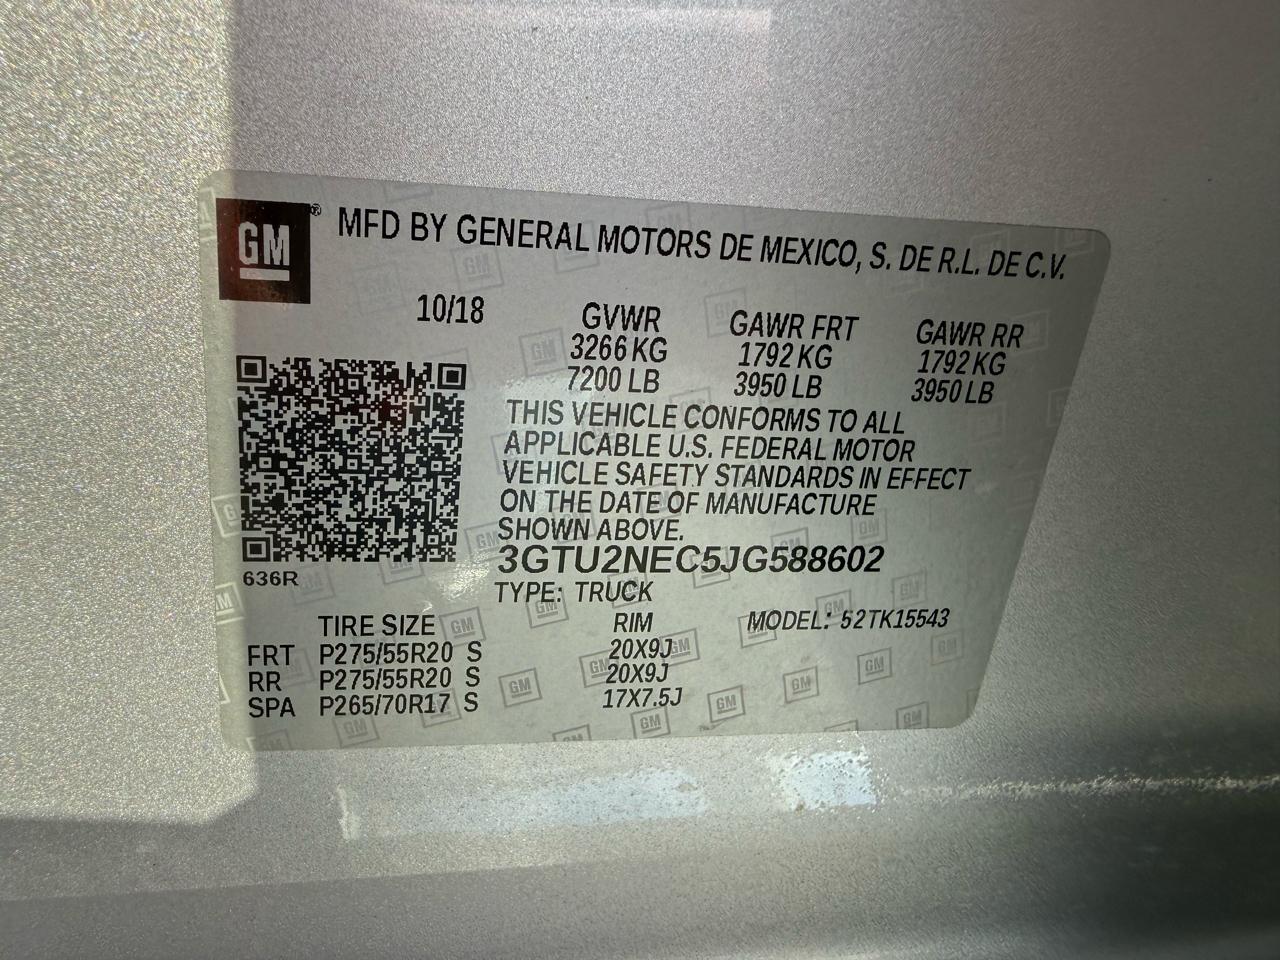 GM ® MFD BY GENERAL MOTORS DE MEXICO, S. DE R.L. DE C.V.
10/18 GVWR GAWR FRT GAWR RR
3266 KG 1792 KG 1792 KG
7200 LB 3950 LB 3950 LB
THIS VEHICLE CONFORMS TO ALL
APPLICABLE U.S. FEDERAL MOTOR
VEHICLE SAFETY STANDARDS IN EFFECT
ON THE DATE OF MANUFACTURE
SHOWN ABOVE.
3GTU2NEC5JG588602
636R
TYPE: TRUCK
TIRE SIZE RIM MODEL: 52TK15543
FRT P275/55R20 S 20X9J
RR P275/55R20 S 20X9J
SPA P265/70R17 S 17X7.5J